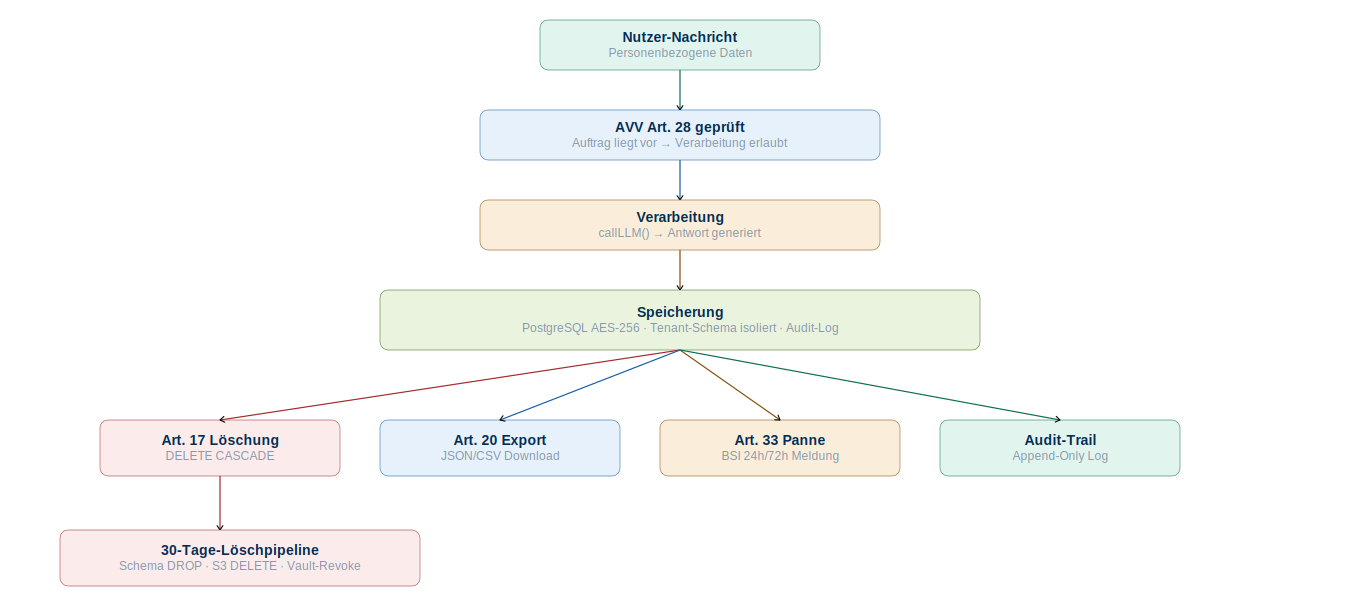 Nutzer-Nachricht
Personenbezogene Daten
AVV Art. 28 geprüft
Auftrag liegt vor → Verarbeitung erlaubt
Verarbeitung
callLLM() → Antwort generiert
Speicherung
PostgreSQL AES-256 · Tenant-Schema isoliert · Audit-Log
Art. 17 Löschung
DELETE CASCADE
Art. 20 Export
JSON/CSV Download
Art. 33 Panne
BSI 24h/72h Meldung
Audit-Trail
Append-Only Log
30-Tage-Löschpipeline
Schema DROP · S3 DELETE · Vault-Revoke